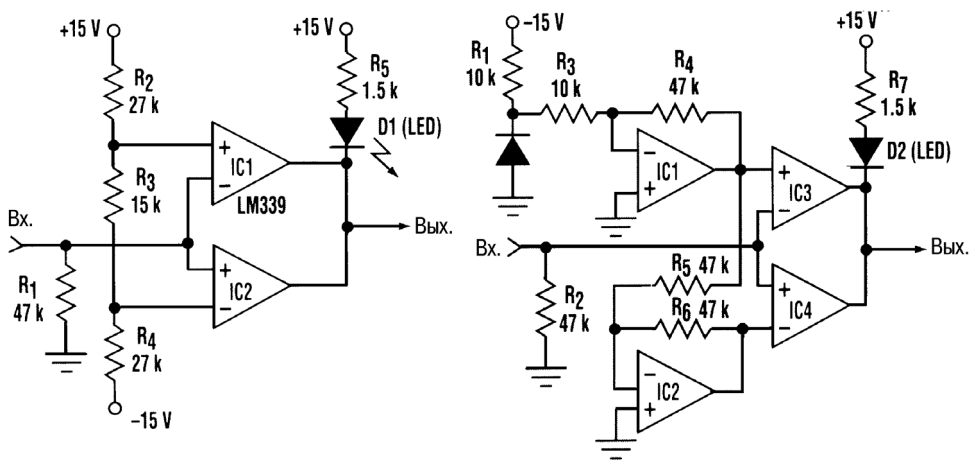 +15 V
R2
27 k
R3
15 k
R4
27 k
–15 V
Вх.
R1
47 k
+
–
IC1
LM339
+
–
IC2
+15 V
R5
1.5 k
D1 (LED)
Вых.
–15 V
R1
10 k
R3
10 k
R4
47 k
–
+
IC1
Вх.
R2
47 k
R5 47 k
R6 47 k
–
+
IC2
+
–
IC3
+
–
IC4
+15 V
R7
1.5 k
D2 (LED)
Вых.